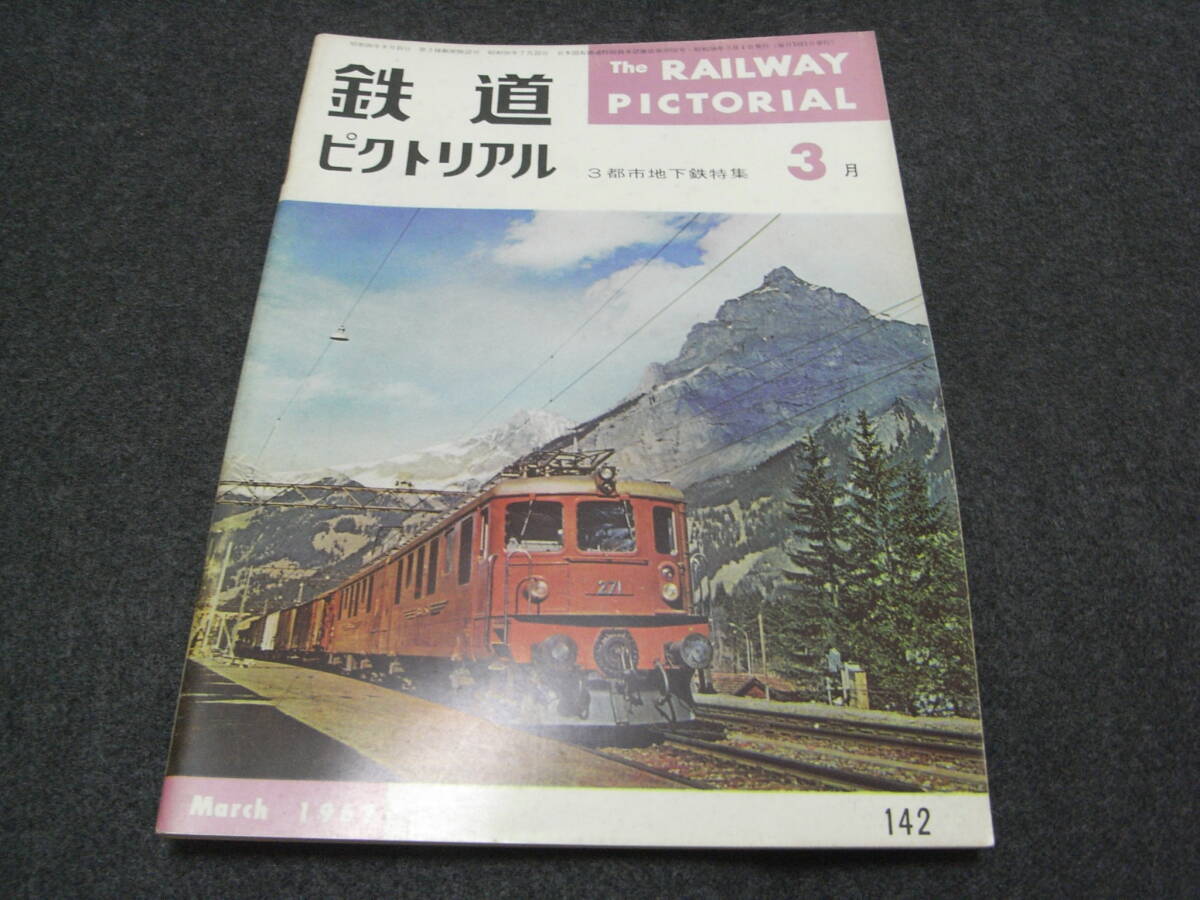 The RAILWAY
PICTORIAL
鉄道
ピクトリアル
3都市地下鉄特集
3月
271
March 196
142